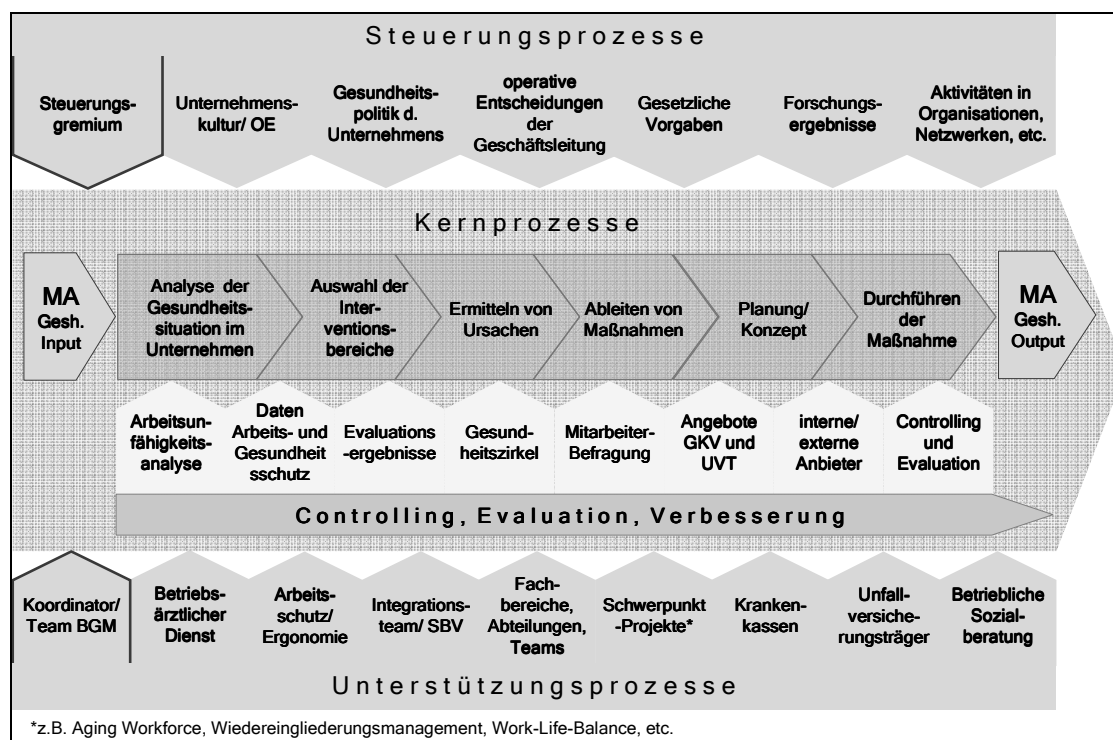 Steuerungsprozesse
Steuerungs-
gremium
Unternehmens-
kultur/ OE
Gesundheits-
politik d.
Unternehmens
operative
Entscheidungen
der
Geschäftsleitung
Gesetzliche
Vorgaben
Forschungs-
ergebnisse
Aktivitäten in
Organisationen,
Netzwerken, etc.
Kernprozesse
MA
Gesh.
Input
Analyse der
Gesundheits-
situation im
Unternehmen
Auswahl der
Inter-
ventions-
bereiche
Ermitteln von
Ursachen
Ableiten von
Maßnahmen
Planung/
Konzept
Durchführen
der
Maßnahme
MA
Gesh.
Output
Arbeitsun-
fähigkeits-
analyse
Daten
Arbeits- und
Gesundheit
sschutz
Evaluations
-ergebnisse
Gesund-
heitszirkel
Mitarbeiter-
Befragung
Angebote
GKV und
UVT
interne/
externe
Anbieter
Controlling
und
Evaluation
Controlling, Evaluation, Verbesserung
Koordinator/
Team BGM
Betriebs-
ärztlicher
Dienst
Arbeits-
schutz/
Ergonomie
Integrations-
team/ SBV
Fach-
bereiche,
Abteilungen,
Teams
Schwerpunkt
-Projekte*
Kranken-
kassen
Unfall-
versiche-
rungsträger
Betriebliche
Sozial-
beratung
Unterstützungsprozesse
*z.B. Aging Workforce, Wiedereingliederungsmanagement, Work-Life-Balance, etc.